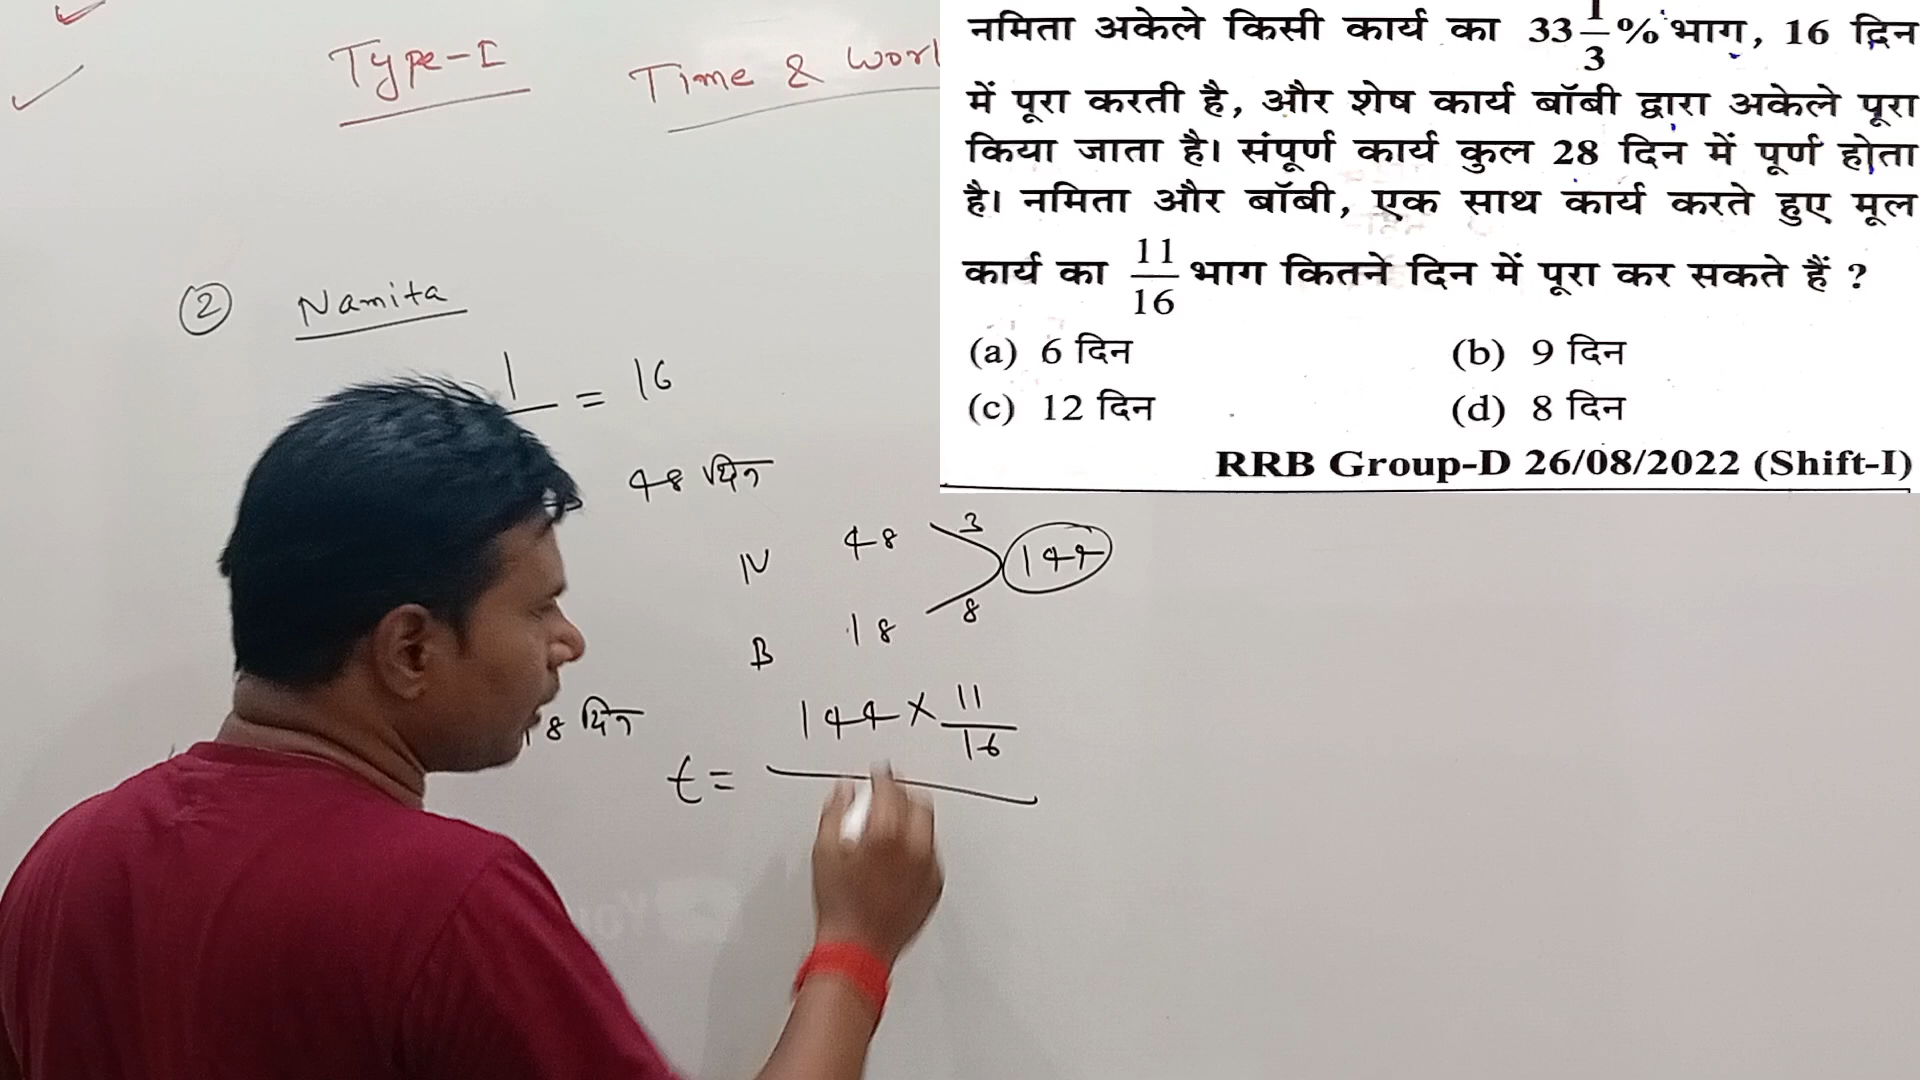 Type-I
Time & Work
नमिता अकेले किसी कार्य का 33 1/3 % भाग, 16 दिन
में पूरा करती है, और शेष कार्य बॉबी द्वारा अकेले पूरा
किया जाता है। संपूर्ण कार्य कुल 28 दिन में पूर्ण होता
है। नमिता और बॉबी, एक साथ कार्य करते हुए मूल
कार्य का 11/16 भाग कितने दिन में पूरा कर सकते हैं ?
(a) 6 दिन (b) 9 दिन
(c) 12 दिन (d) 8 दिन
RRB Group-D 26/08/2022 (Shift-I)
2 Namita
1 = 16
48 दिन
N 48 3 144
B 18 8
8 दिन
t = 144 × 11/16